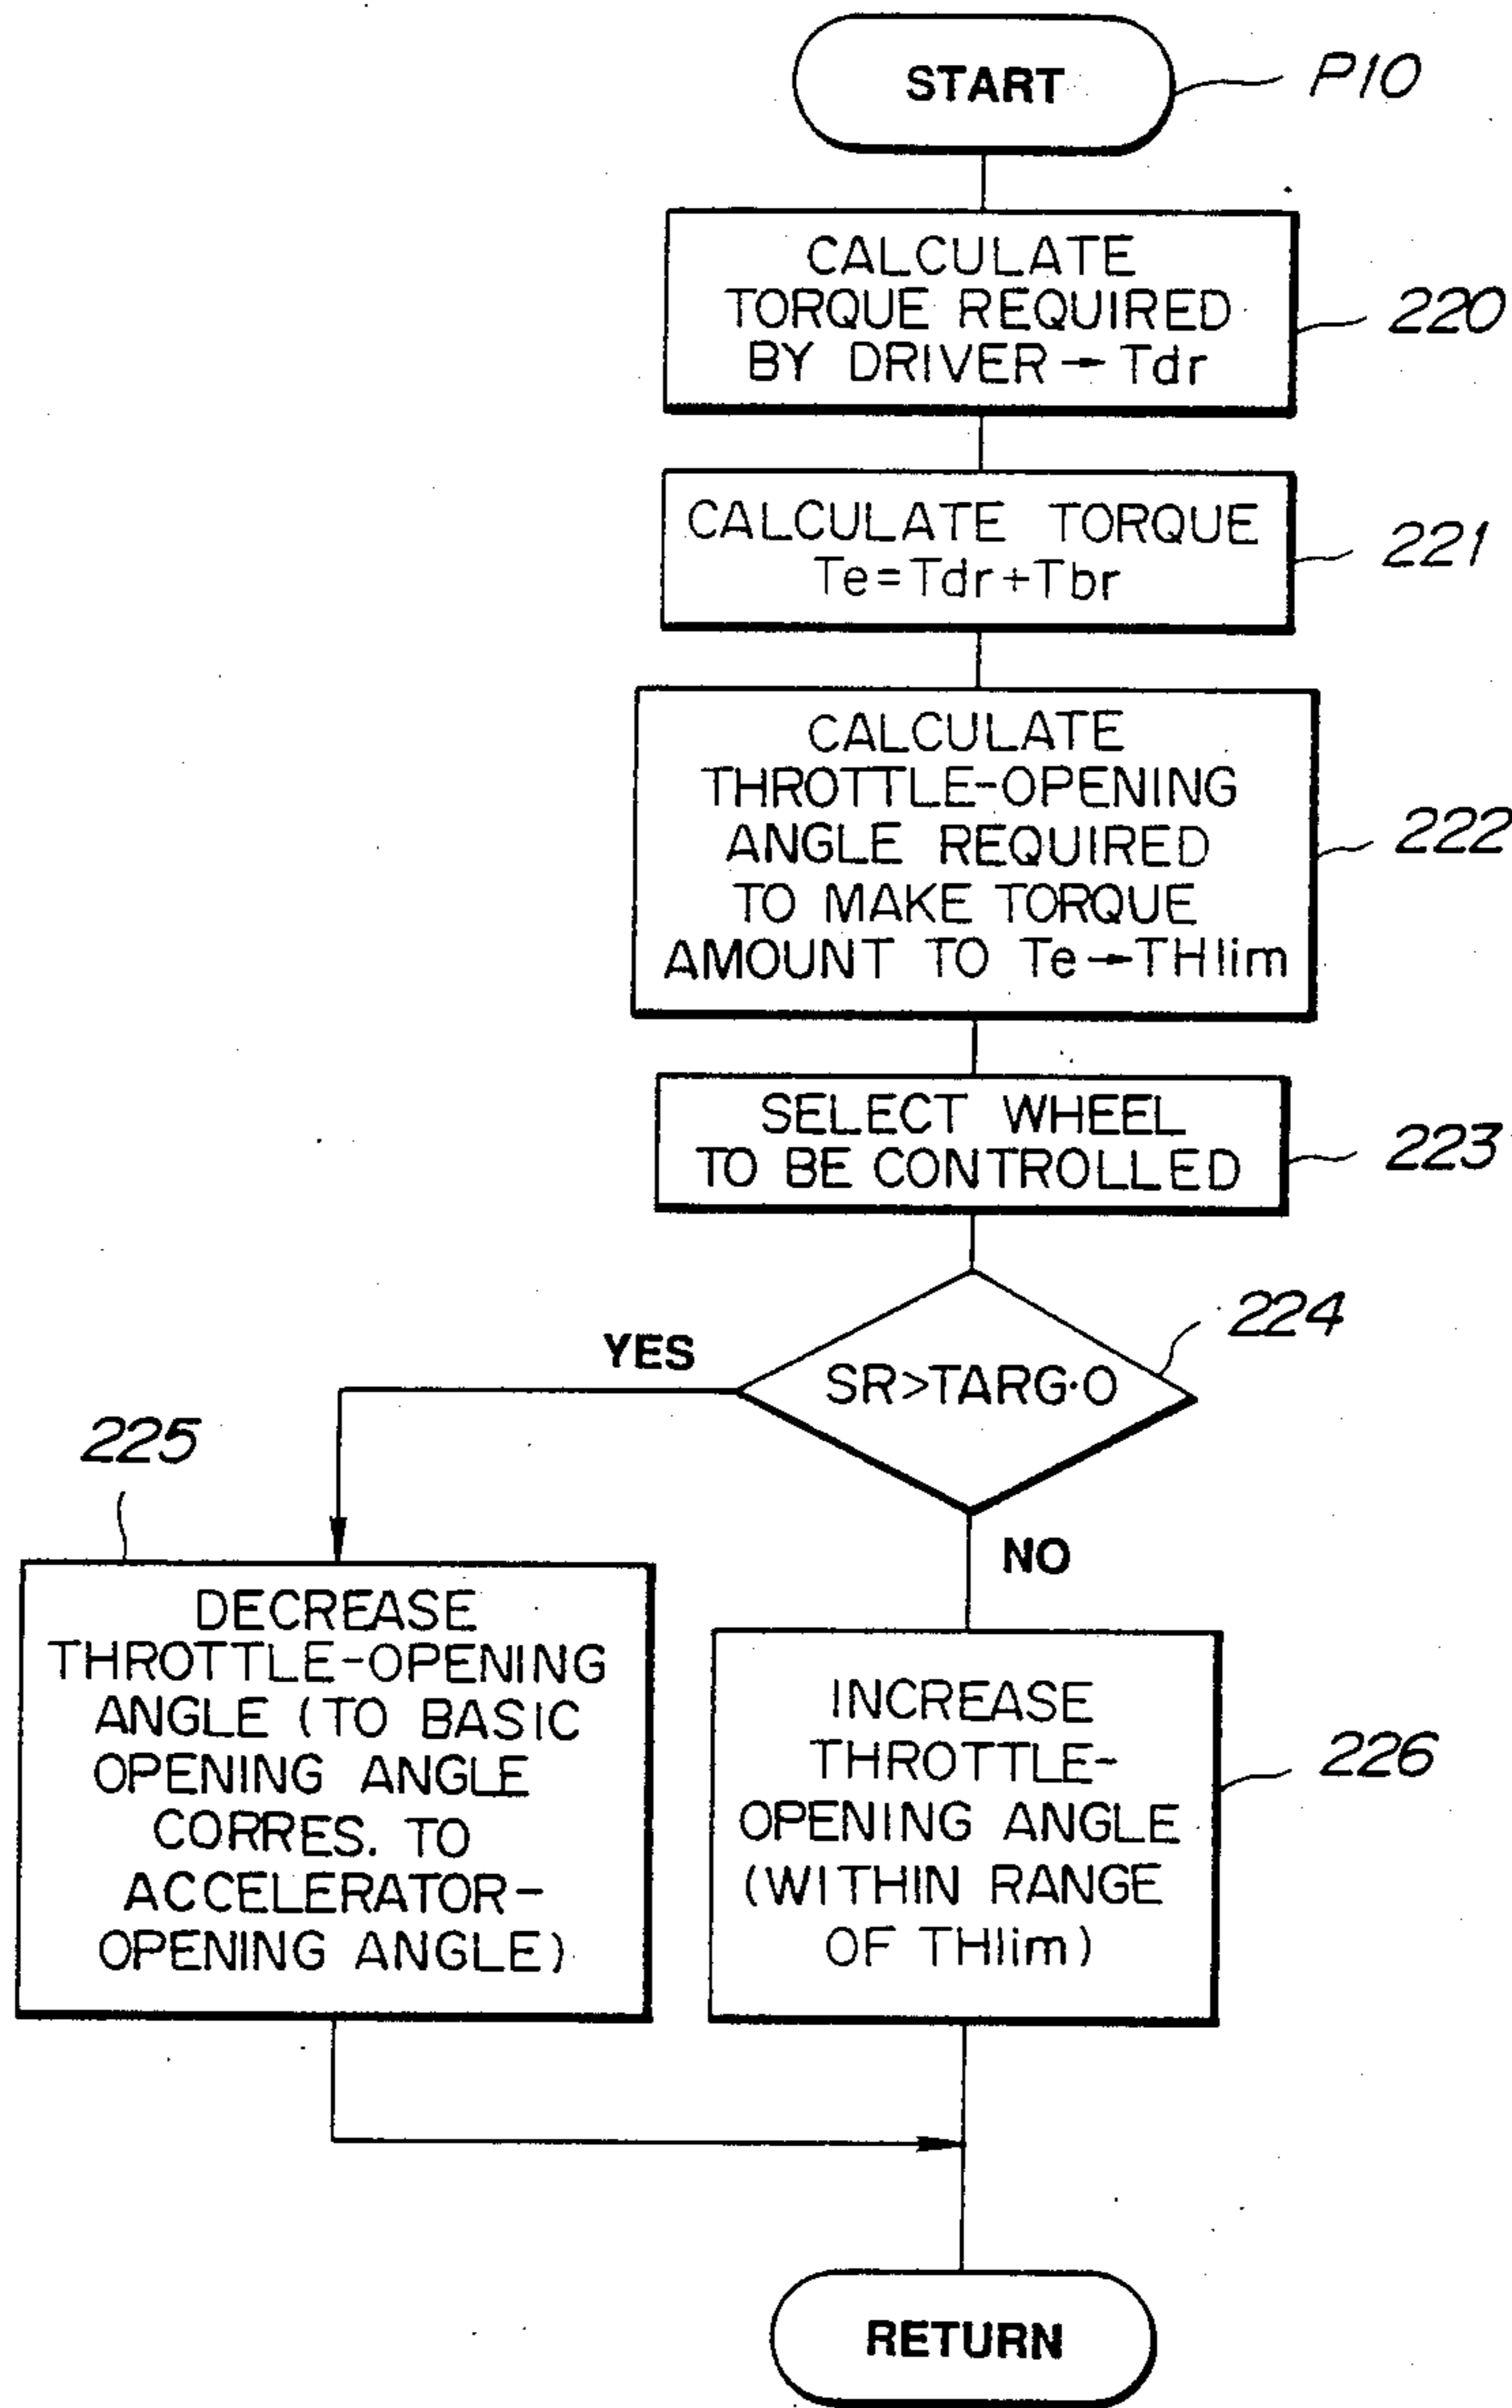 START
P10
CALCULATE
TORQUE REQUIRED
BY DRIVER → Tdr
220
CALCULATE TORQUE
Te=Tdr+Tbr
221
CALCULATE
THROTTLE-OPENING
ANGLE REQUIRED
TO MAKE TORQUE
AMOUNT TO Te→THlim
222
SELECT WHEEL
TO BE CONTROLLED
223
SR>TARG·O
224
YES
NO
225
DECREASE
THROTTLE-OPENING
ANGLE (TO BASIC
OPENING ANGLE
CORRES. TO
ACCELERATOR-
OPENING ANGLE)
INCREASE
THROTTLE-
OPENING ANGLE
(WITHIN RANGE
OF THlim)
226
RETURN